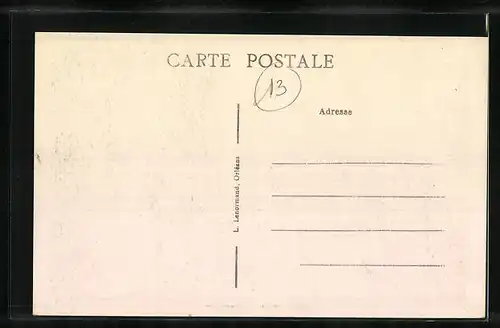 CARTE POSTALE
13
Adresse
L. Lenormand, Orléans